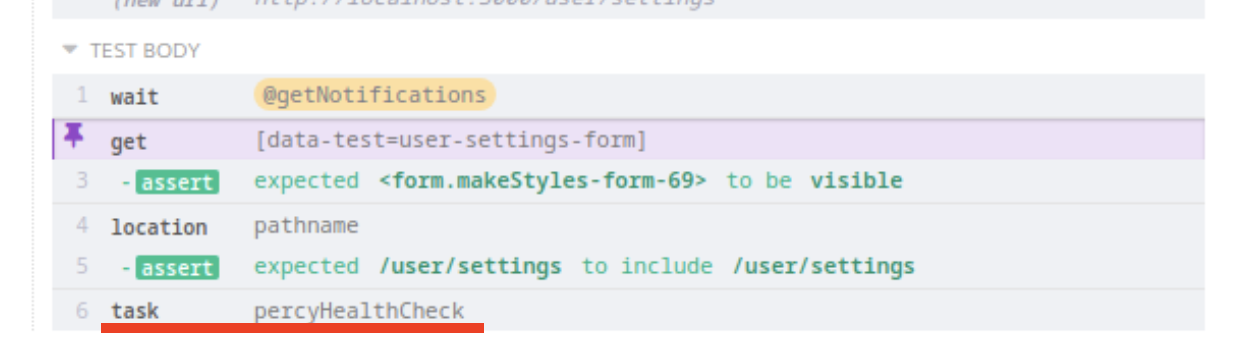 (new url) http://localhost:3000/user/settings
TEST BODY
1 wait @getNotifications
get [data-test=user-settings-form]
3 -assert expected <form.makeStyles-form-69> to be visible
4 location pathname
5 -assert expected /user/settings to include /user/settings
6 task percyHealthCheck